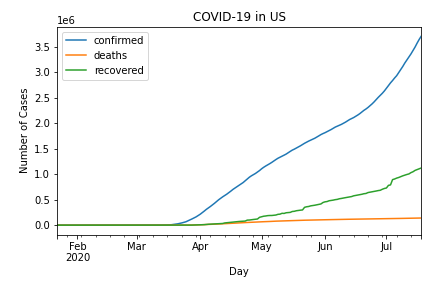 COVID-19 in US
1e6
confirmed
deaths
recovered
3.5
3.0
2.5
2.0
1.5
1.0
0.5
0.0
Number of Cases
Feb Mar Apr May Jun Jul
2020
Day